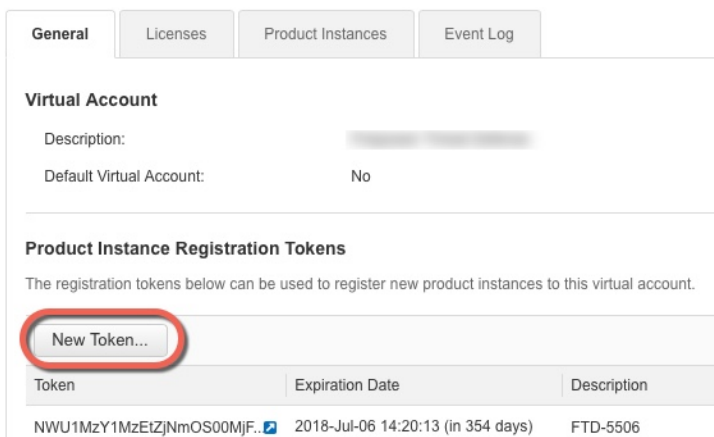 General Licenses Product Instances Event Log
Virtual Account
Description:
Default Virtual Account: No
Product Instance Registration Tokens
The registration tokens below can be used to register new product instances to this virtual account.
New Token...
Token Expiration Date Description
NWU1MzY1MzEtZjNmOS00MjF.. 2018-Jul-06 14:20:13 (in 354 days) FTD-5506